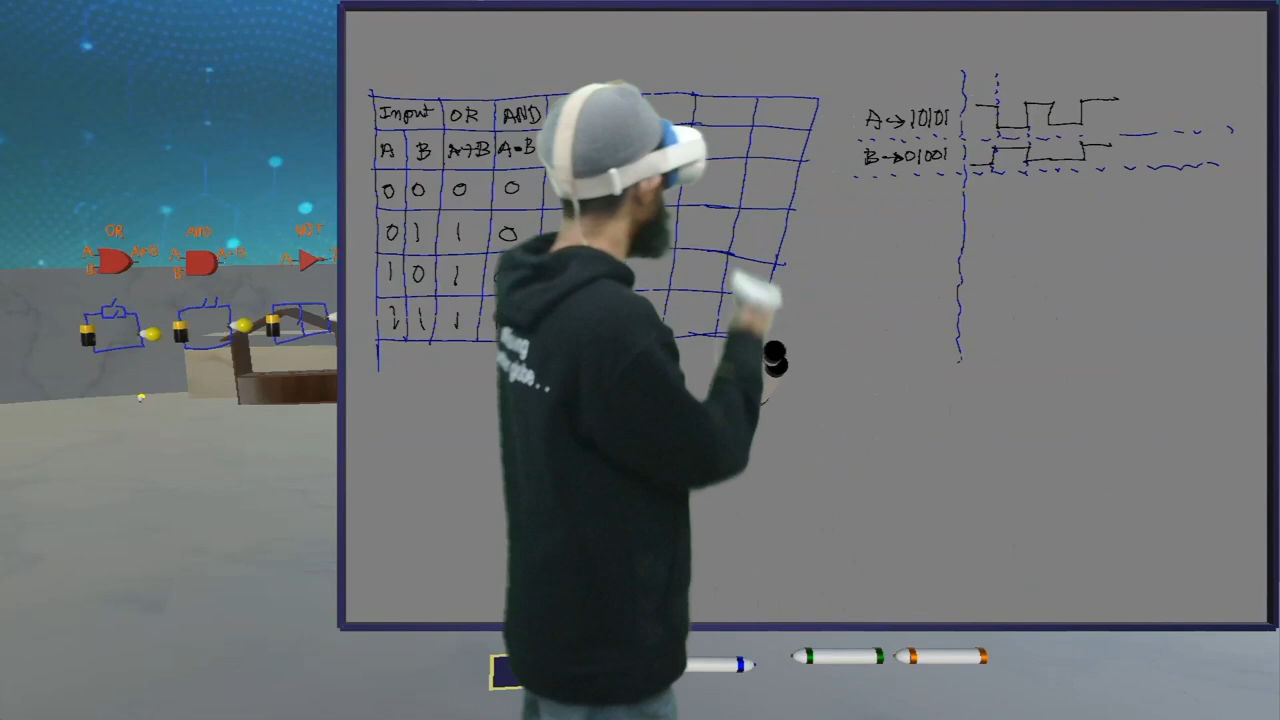 Input OR AND
A B A+B A•B
0 0 0 0
0 1 1 0
1 0 1
1 1 1
A→10101
B→01001
OR AND NOT
A B A+B A B